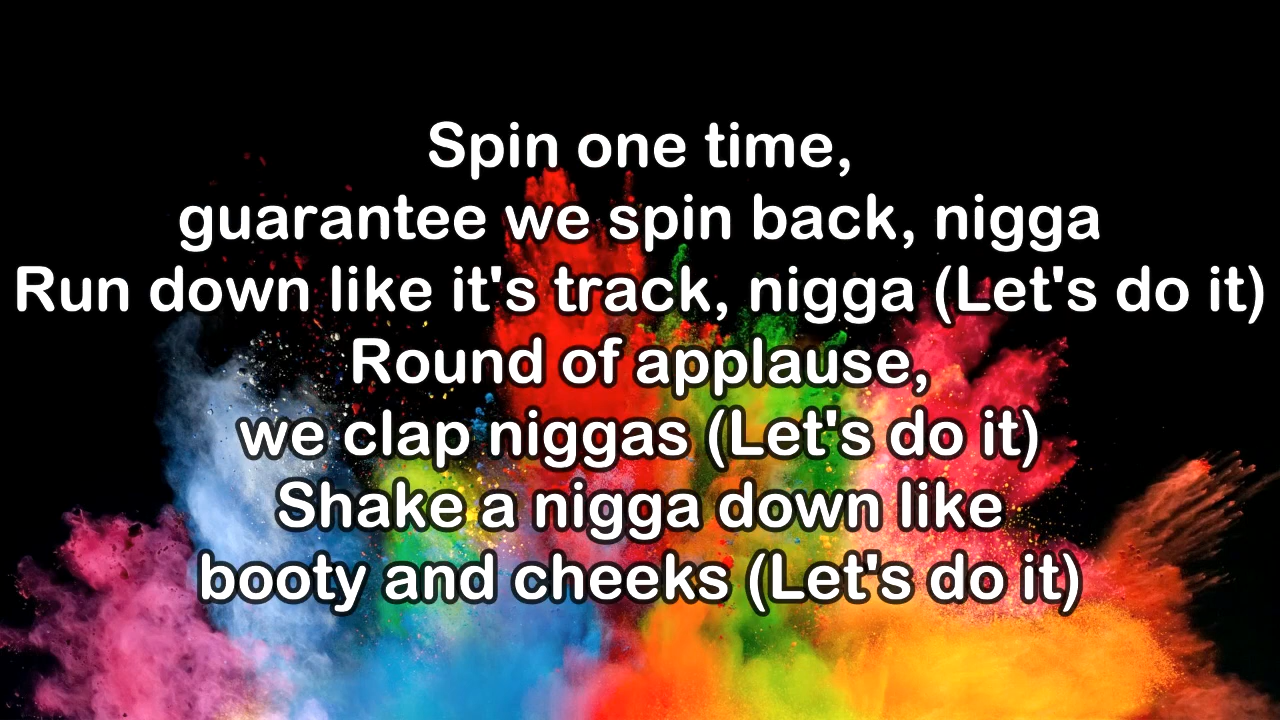 Spin one time,
guarantee we spin back, nigga
Run down like it's track, nigga (Let's do it)
Round of applause,
we clap niggas (Let's do it)
Shake a nigga down like
booty and cheeks (Let's do it)